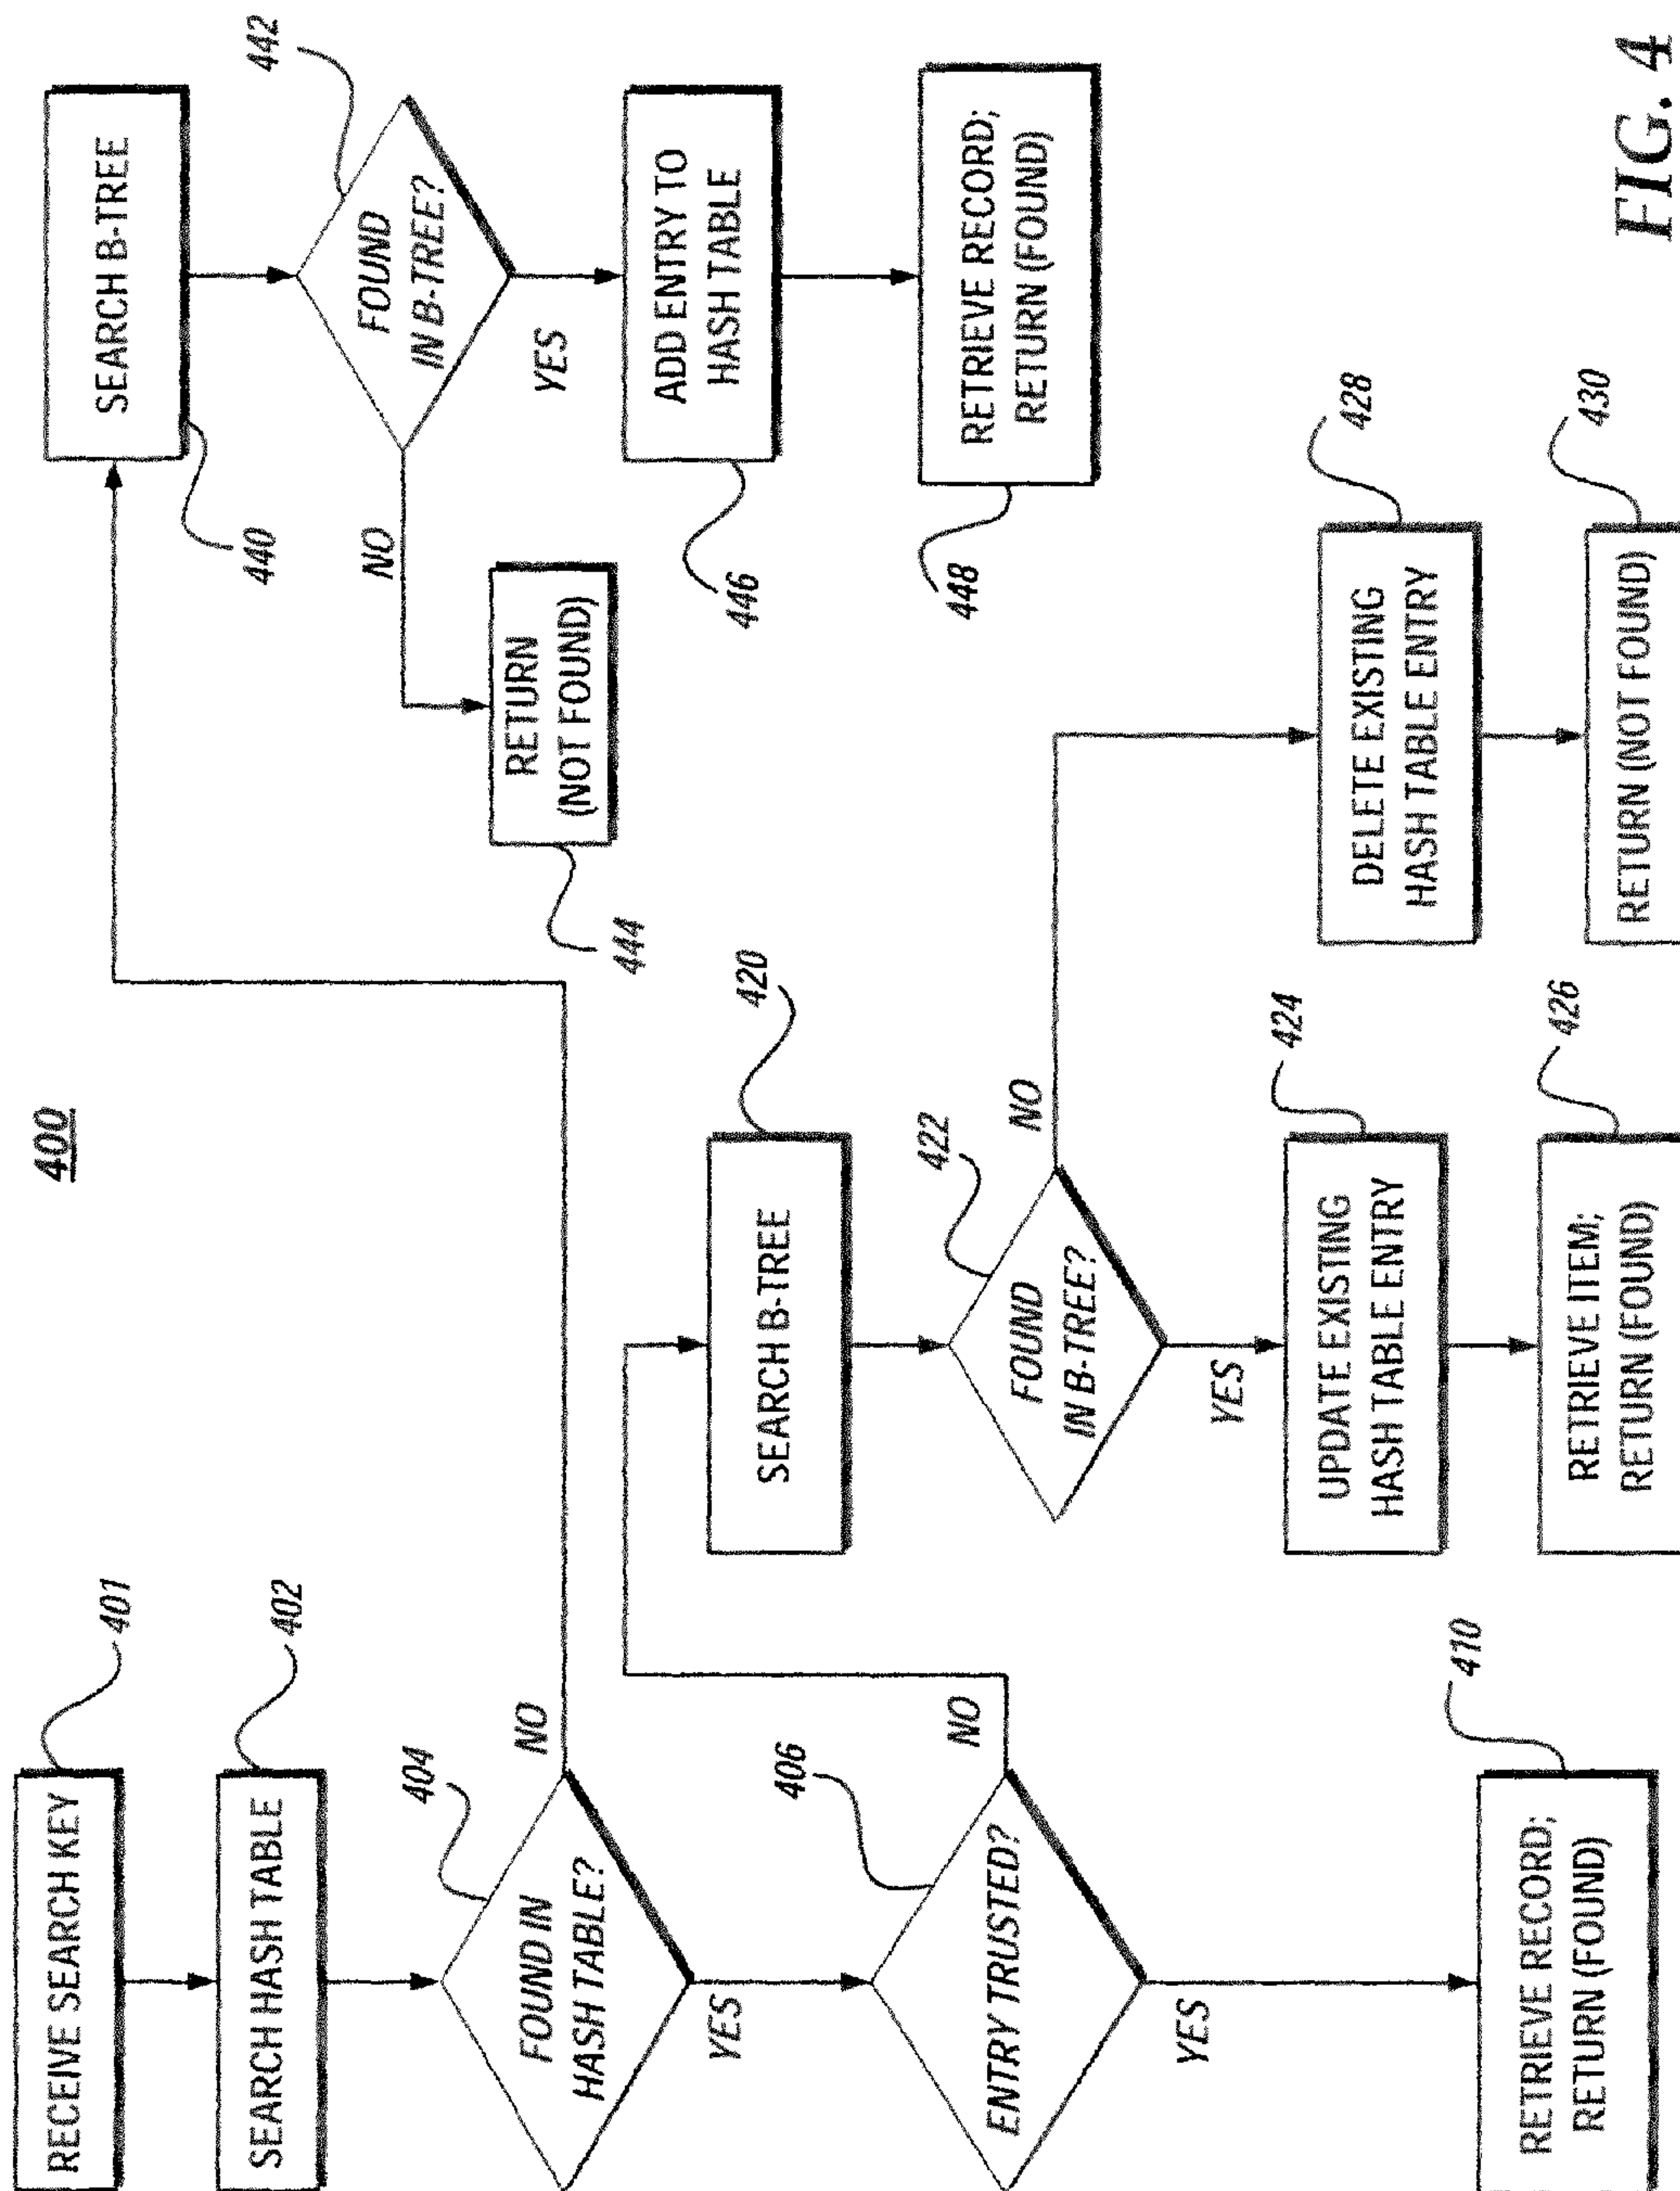 400
RECEIVE SEARCH KEY
401
SEARCH HASH TABLE
402
FOUND IN
HASH TABLE?
404
NO
YES
ENTRY TRUSTED?
406
NO
YES
RETRIEVE RECORD;
RETURN (FOUND)
410
SEARCH B-TREE
420
FOUND
IN B-TREE?
422
NO
YES
UPDATE EXISTING
HASH TABLE ENTRY
424
RETRIEVE ITEM;
RETURN (FOUND)
426
DELETE EXISTING
HASH TABLE ENTRY
428
RETURN (NOT FOUND)
430
SEARCH B-TREE
440
FOUND
IN B-TREE?
442
NO
YES
RETURN
(NOT FOUND)
444
ADD ENTRY TO
HASH TABLE
446
RETRIEVE RECORD;
RETURN (FOUND)
448
FIG. 4